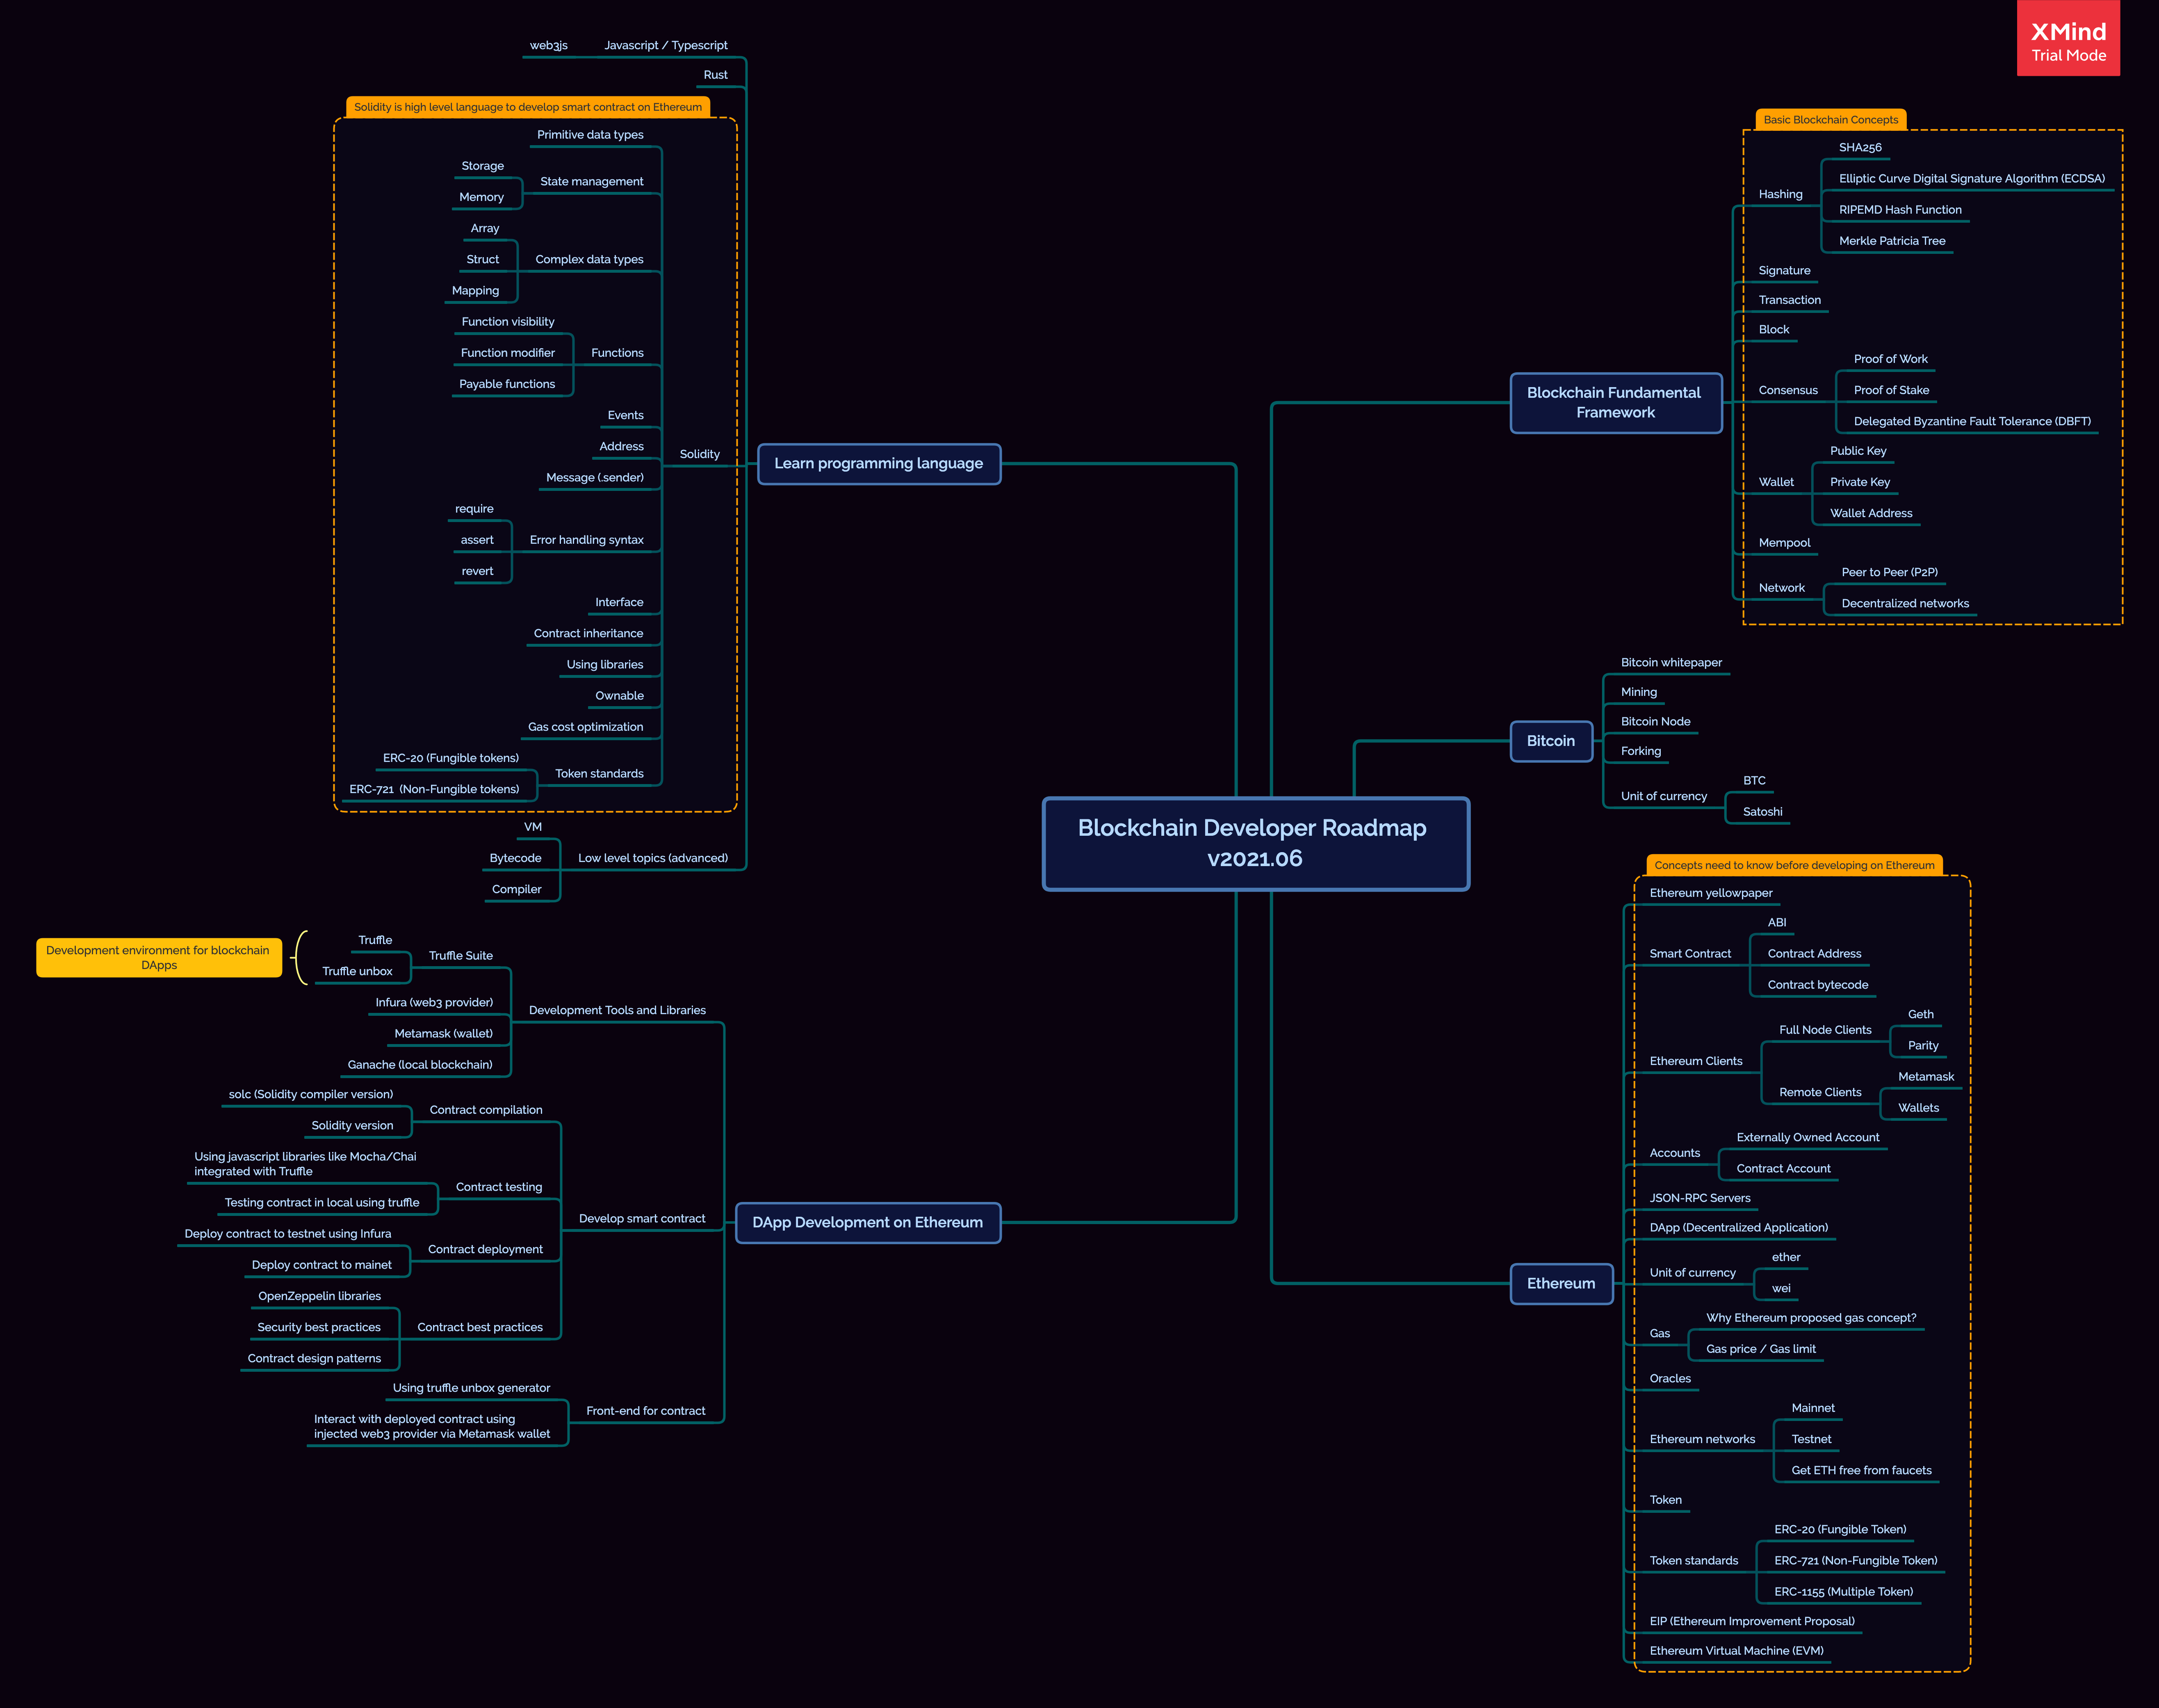 XMind
Trial Mode
Blockchain Developer Roadmap
v2021.06
Blockchain Fundamental
Framework
Basic Blockchain Concepts
Hashing
SHA256
Elliptic Curve Digital Signature Algorithm (ECDSA)
RIPEMD Hash Function
Merkle Patricia Tree
Signature
Transaction
Block
Consensus
Proof of Work
Proof of Stake
Delegated Byzantine Fault Tolerance (DBFT)
Wallet
Public Key
Private Key
Wallet Address
Mempool
Network
Peer to Peer (P2P)
Decentralized networks
Bitcoin
Bitcoin whitepaper
Mining
Bitcoin Node
Forking
Unit of currency
BTC
Satoshi
Ethereum
Concepts need to know before developing on Ethereum
Ethereum yellowpaper
Smart Contract
ABI
Contract Address
Contract bytecode
Ethereum Clients
Full Node Clients
Geth
Parity
Remote Clients
Metamask
Wallets
Accounts
Externally Owned Account
Contract Account
JSON-RPC Servers
DApp (Decentralized Application)
Unit of currency
ether
wei
Gas
Why Ethereum proposed gas concept?
Gas price / Gas limit
Oracles
Ethereum networks
Mainnet
Testnet
Get ETH free from faucets
Token
Token standards
ERC-20 (Fungible Token)
ERC-721 (Non-Fungible Token)
ERC-1155 (Multiple Token)
EIP (Ethereum Improvement Proposal)
Ethereum Virtual Machine (EVM)
Learn programming language
Javascript / Typescript
web3js
Rust
Solidity is high level language to develop smart contract on Ethereum
Solidity
Primitive data types
State management
Storage
Memory
Complex data types
Array
Struct
Mapping
Functions
Function visibility
Function modifier
Payable functions
Events
Address
Message (.sender)
Error handling syntax
require
assert
revert
Interface
Contract inheritance
Using libraries
Ownable
Gas cost optimization
Token standards
ERC-20 (Fungible tokens)
ERC-721 (Non-Fungible tokens)
Low level topics (advanced)
VM
Bytecode
Compiler
DApp Development on Ethereum
Development Tools and Libraries
Truffle Suite
Truffle
Truffle unbox
Development environment for blockchain
DApps
Infura (web3 provider)
Metamask (wallet)
Ganache (local blockchain)
Develop smart contract
Contract compilation
solc (Solidity compiler version)
Solidity version
Contract testing
Using javascript libraries like Mocha/Chai
integrated with Truffle
Testing contract in local using truffle
Contract deployment
Deploy contract to testnet using Infura
Deploy contract to mainet
Contract best practices
OpenZeppelin libraries
Security best practices
Contract design patterns
Front-end for contract
Using truffle unbox generator
Interact with deployed contract using
injected web3 provider via Metamask wallet